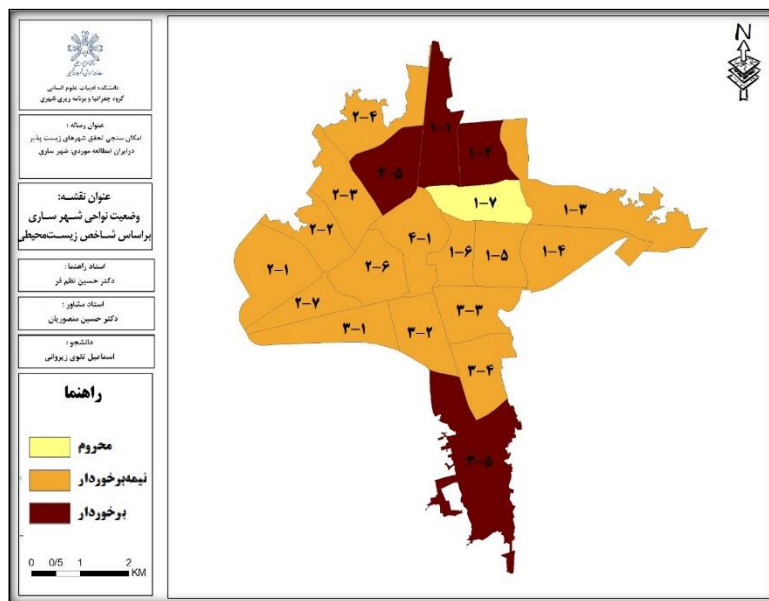 دانشکده ادبیات علوم انسانی
گروه جغرافیا و برنامه ریزی شهری
عنوان رساله :
امکان سنجی تحقق شهرهای زیست پذیر
در ایران (مطالعه موردی: شهر ساری
عنوان نقشه:
وضعیت نواحی شهر ساری
براساس شاخص زیست‌محیطی
استاد راهنما :
دکتر حسین نظم فر
استاد مشاور :
دکتر حسین منصوریان
دانشجو :
اسماعیل تقوی زیروانی
راهنما
محروم
نیمه‌برخوردار
برخوردار
0 0/5 1 2
KM
N
۲-۴
۱-۱
۱-۲
۲-۵
۲-۳
۱-۷
۱-۳
۲-۲
۴-۱
۱-۶
۱-۵
۱-۴
۲-۱
۲-۶
۲-۷
۳-۱
۳-۲
۳-۳
۳-۴
۳-۵